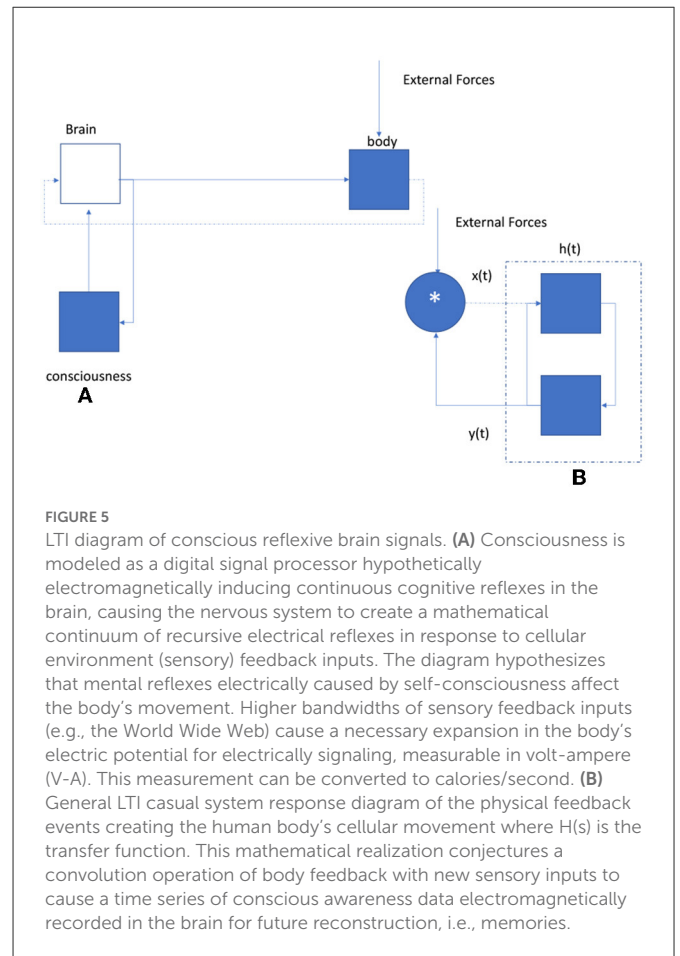 External Forces
Brain
body
External Forces
h(t)
x(t)
*
consciousness
A
y(t)
B
FIGURE 5
LTI diagram of conscious reflexive brain signals. (A) Consciousness is
modeled as a digital signal processor hypothetically
electromagnetically inducing continuous cognitive reflexes in the
brain, causing the nervous system to create a mathematical
continuum of recursive electrical reflexes in response to cellular
environment (sensory) feedback inputs. The diagram hypothesizes
that mental reflexes electrically caused by self-consciousness affect
the body’s movement. Higher bandwidths of sensory feedback inputs
(e.g., the World Wide Web) cause a necessary expansion in the body’s
electric potential for electrically signaling, measurable in volt-ampere
(V-A). This measurement can be converted to calories/second. (B)
General LTI casual system response diagram of the physical feedback
events creating the human body’s cellular movement where H(s) is the
transfer function. This mathematical realization conjectures a
convolution operation of body feedback with new sensory inputs to
cause a time series of conscious awareness data electromagnetically
recorded in the brain for future reconstruction, i.e., memories.